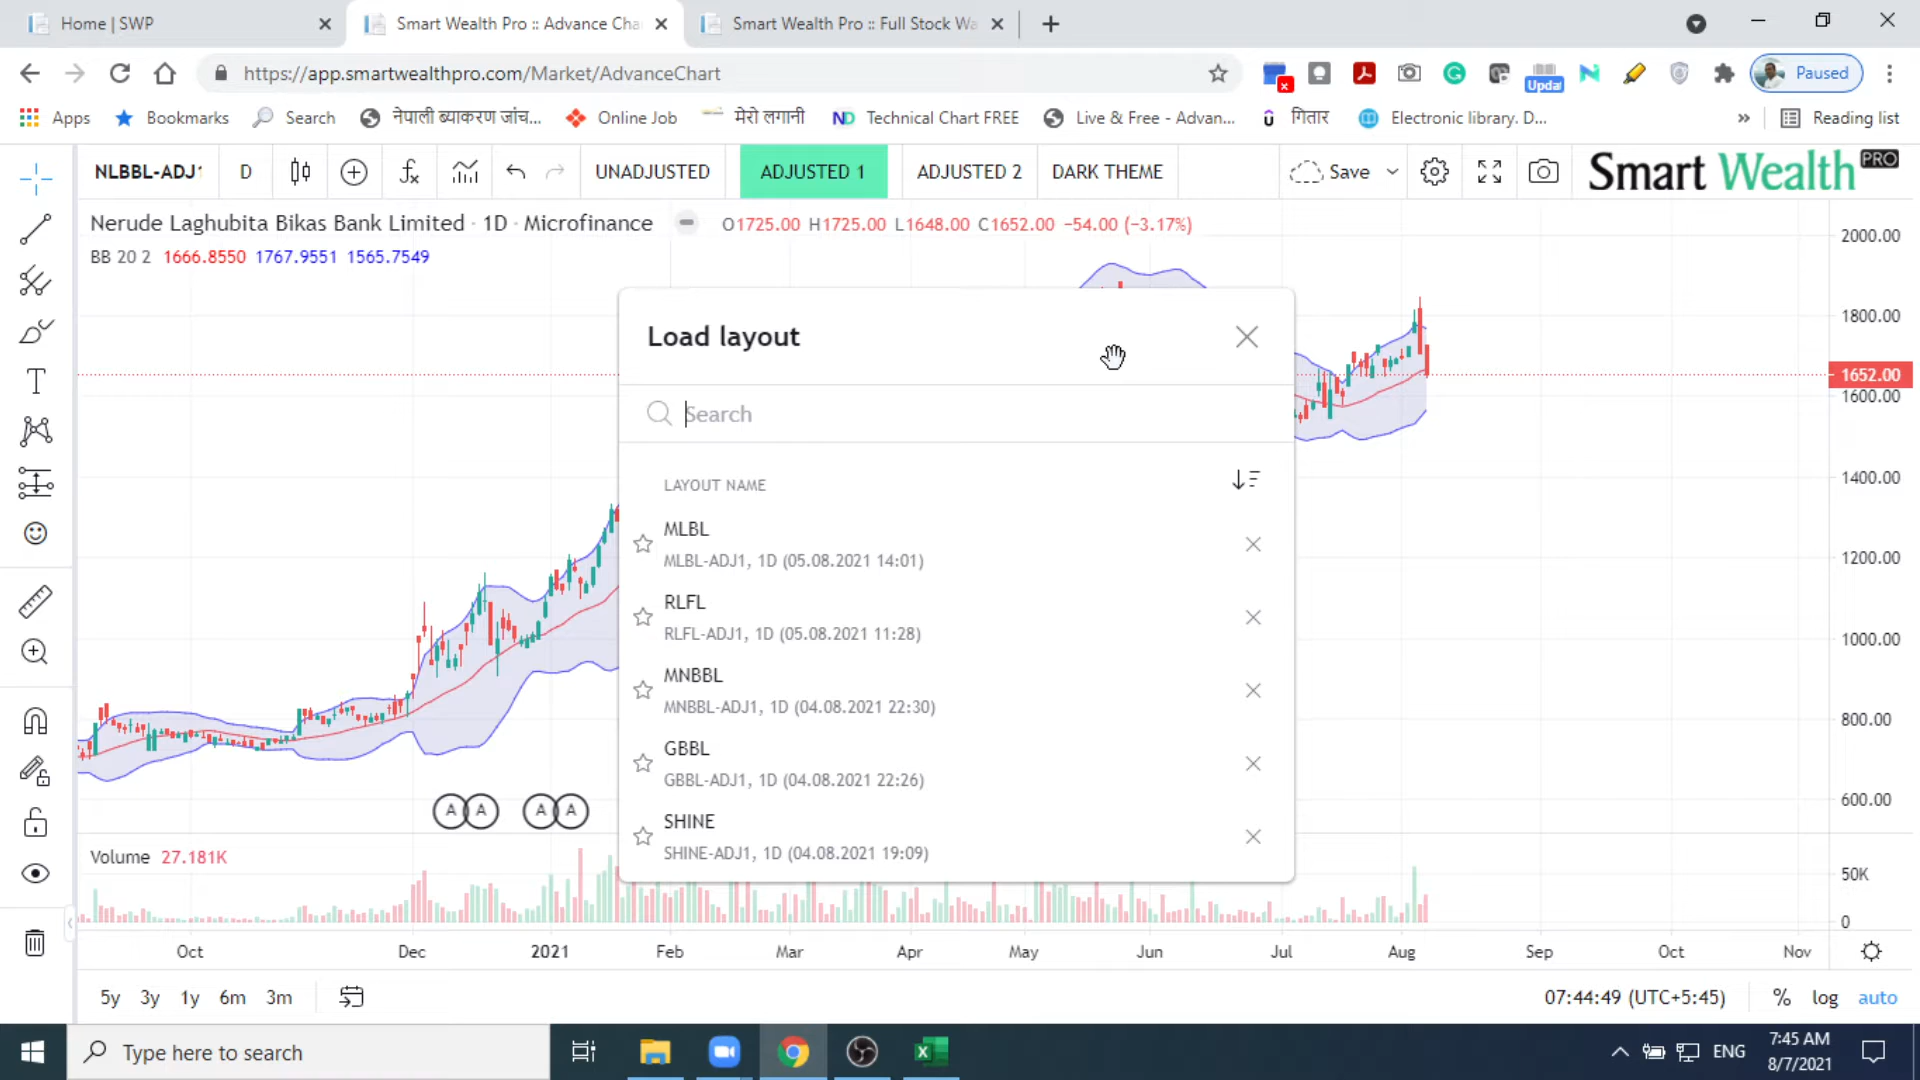 Home | SWP
Smart Wealth Pro :: Advance Cha
Smart Wealth Pro :: Full Stock Wa
https://app.smartwealthpro.com/Market/AdvanceChart
Updat
Paused
Apps
Bookmarks
Search
नेपाली ब्याकरण जांच...
Online Job
मेरो लगानी
ND Technical Chart FREE
Live & Free - Advan...
गितार
Electronic library. D...
Reading list
NLBBL-ADJ1
D
UNADJUSTED
ADJUSTED 1
ADJUSTED 2
DARK THEME
Save
Smart Wealth PRO
Nerude Laghubita Bikas Bank Limited · 1D · Microfinance
O1725.00 H1725.00 L1648.00 C1652.00 −54.00 (−3.17%)
BB 20 2 1666.8550 1767.9551 1565.7549
2000.00
1800.00
1652.00
1600.00
1400.00
1200.00
1000.00
800.00
600.00
Load layout
Search
LAYOUT NAME
MLBL
MLBL-ADJ1, 1D (05.08.2021 14:01)
RLFL
RLFL-ADJ1, 1D (05.08.2021 11:28)
MNBBL
MNBBL-ADJ1, 1D (04.08.2021 22:30)
GBBL
GBBL-ADJ1, 1D (04.08.2021 22:26)
SHINE
SHINE-ADJ1, 1D (04.08.2021 19:09)
A A A A
Volume 27.181K
50K
0
Oct Dec 2021 Feb Mar Apr May Jun Jul Aug Sep Oct Nov
5y 3y 1y 6m 3m
07:44:49 (UTC+5:45)
% log auto
Type here to search
ENG
7:45 AM
8/7/2021